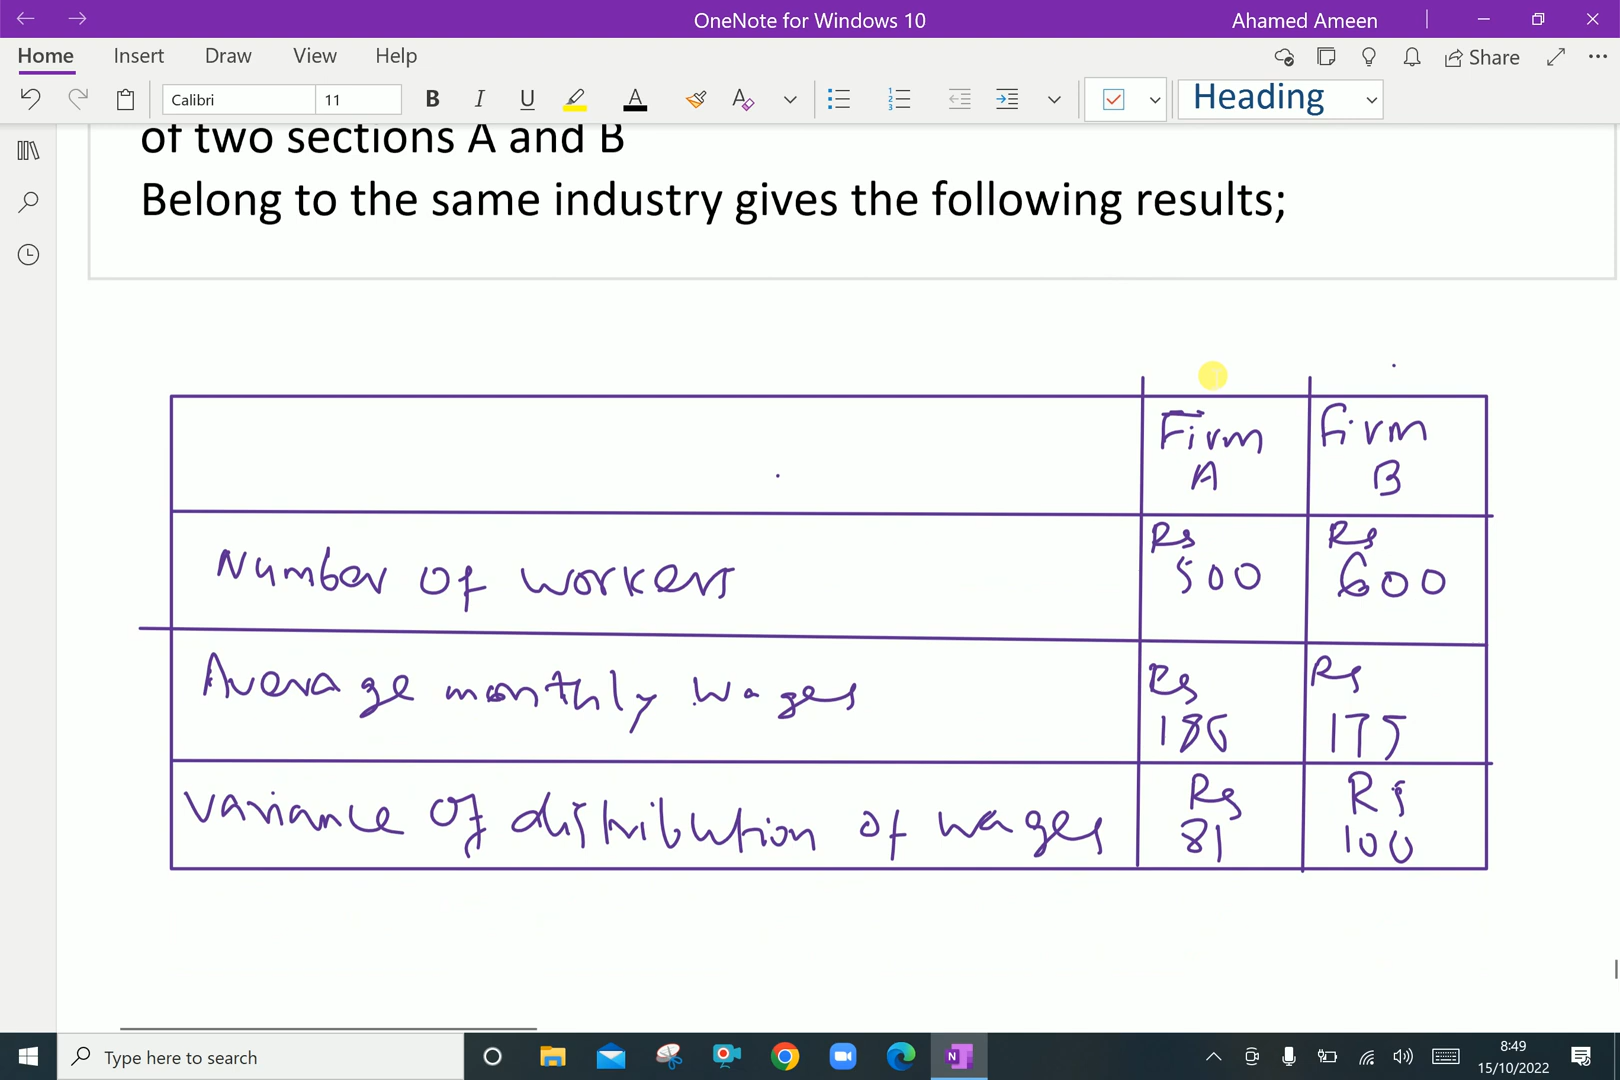 OneNote for Windows 10
Ahamed Ameen
Home Insert Draw View Help
Share
Calibri 11 B I U A A Heading
of two sections A and B
Belong to the same industry gives the following results;
Firm A Firm B
Number of workers Rs 500 Rs 600
Average monthly wages Rs 186 Rs 175
Variance of distribution of wages Rs 81 Rs 100
Type here to search
8:49
15/10/2022